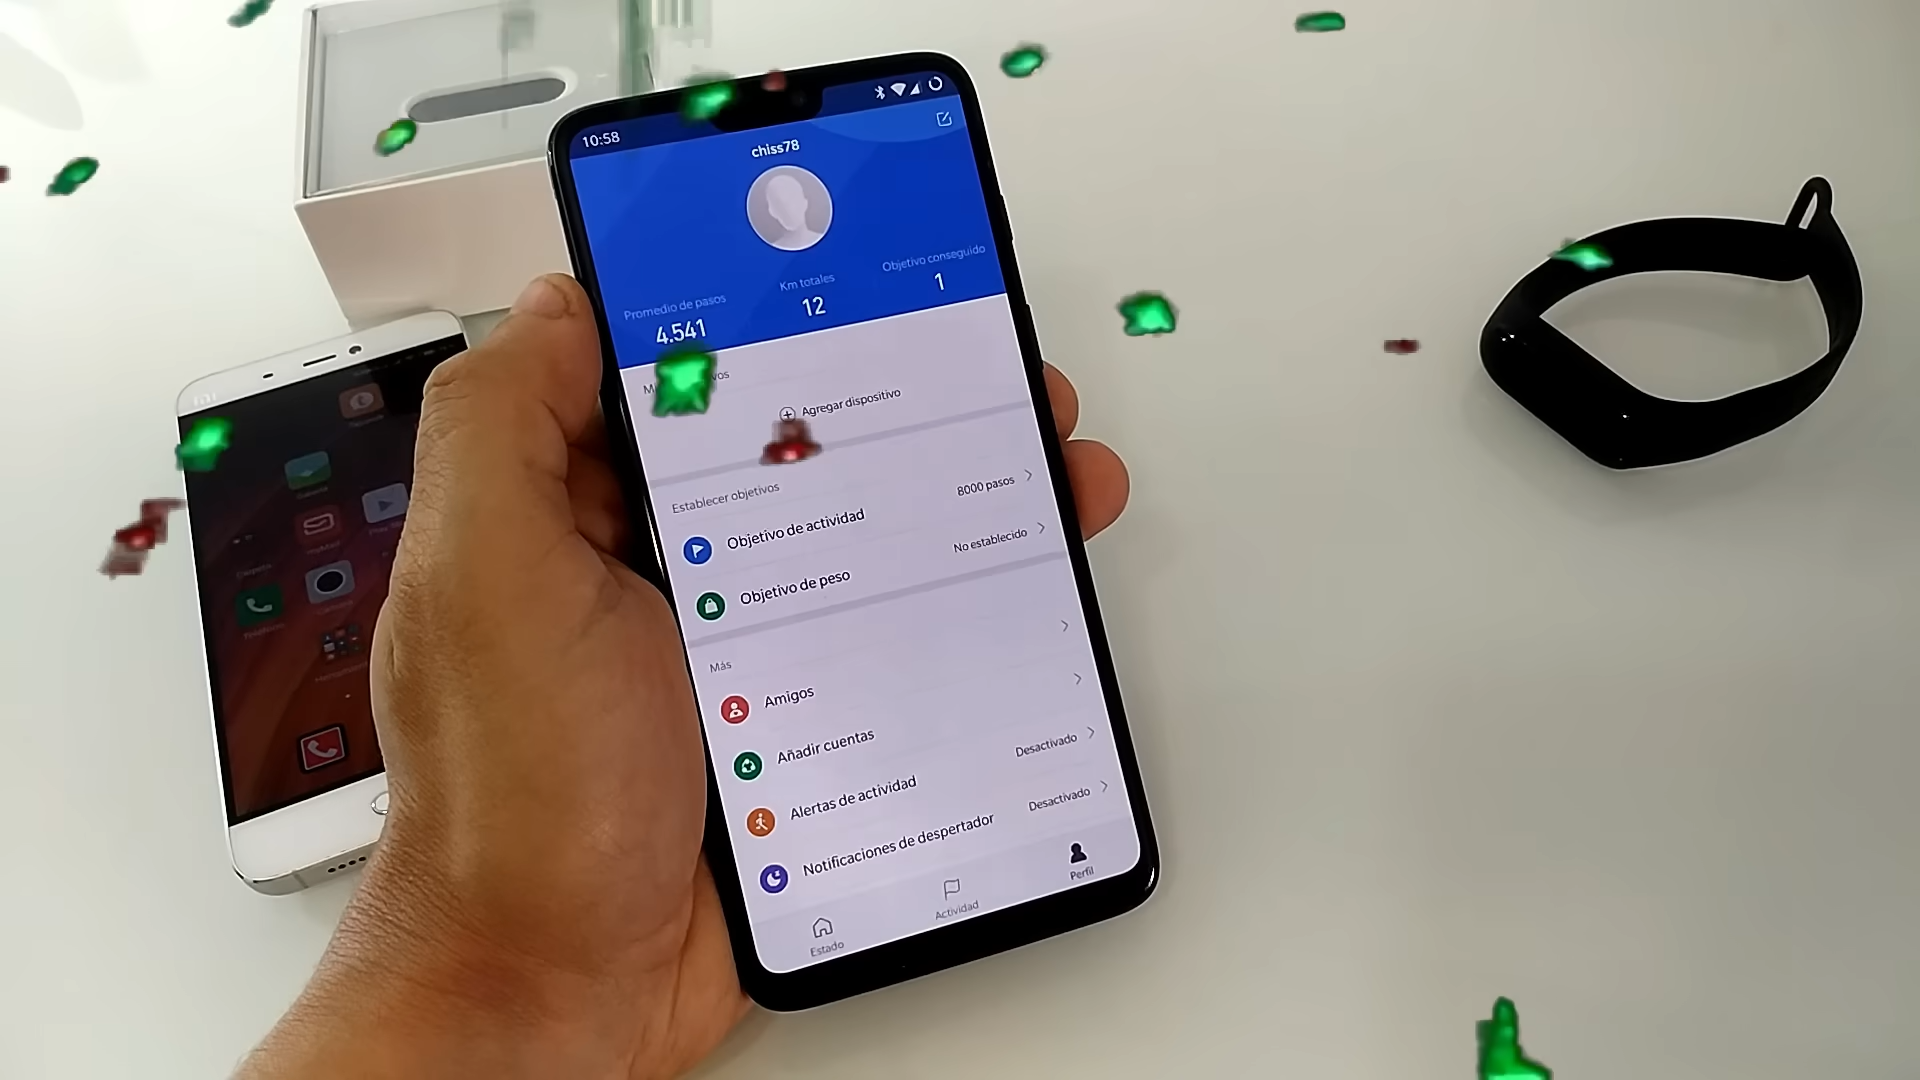 10:58
chiss78
Promedio de pasos
4.541
Km totales
12
Objetivo conseguido
1
Agregar dispositivo
Establecer objetivos
Objetivo de actividad
8000 pasos
Objetivo de peso
No establecido
Más
Amigos
Añadir cuentas
Alertas de actividad
Desactivado
Notificaciones de despertador
Desactivado
Estado
Actividad
Perfil